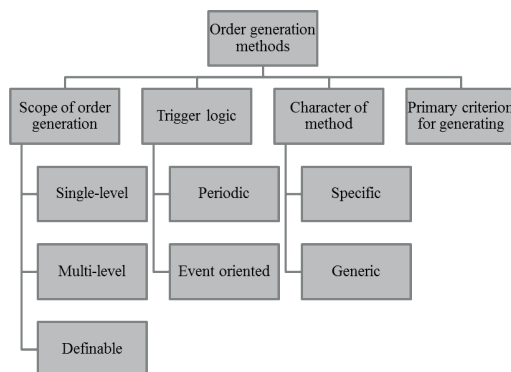 Order generation
methods
Scope of order
generation
Trigger logic
Character of
method
Primary criterion
for generating
Single-level
Periodic
Specific
Multi-level
Event oriented
Generic
Definable